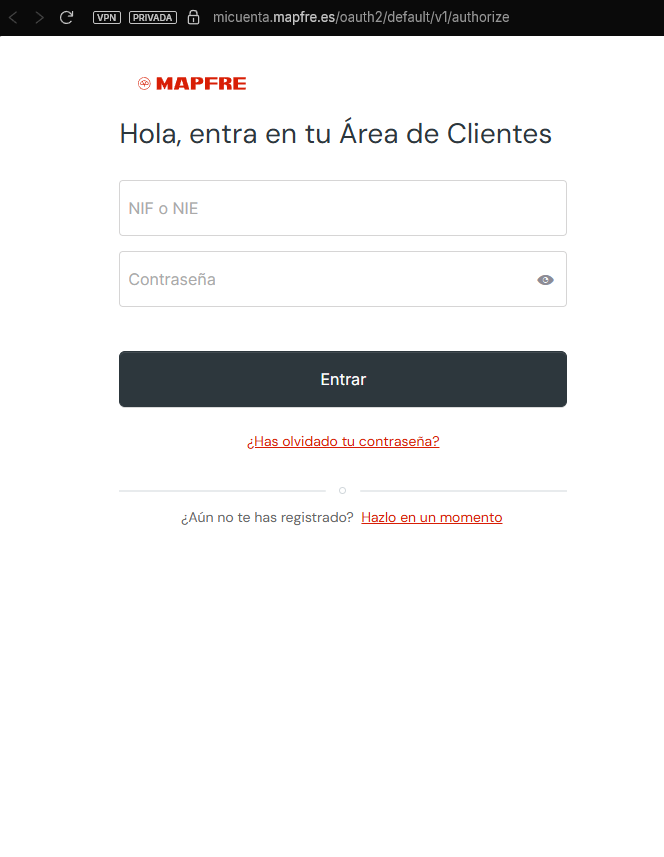 VPN PRIVADA micuenta.mapfre.es/oauth2/default/v1/authorize
MAPFRE
Hola, entra en tu Área de Clientes
NIF o NIE
Contraseña
Entrar
¿Has olvidado tu contraseña?
¿Aún no te has registrado? Hazlo en un momento